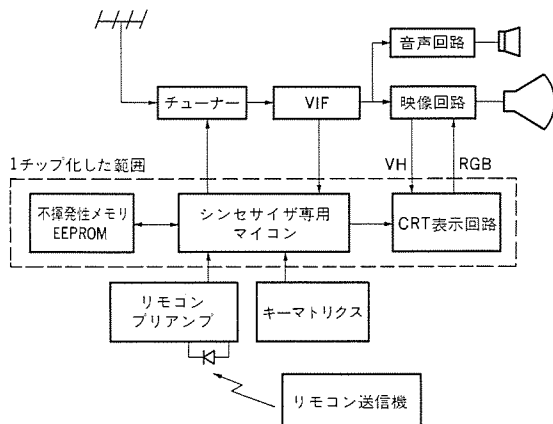 音声回路
チューナー
VIF
映像回路
1チップ化した範囲
VH
RGB
不揮発性メモリ
EEPROM
シンセサイザ専用
マイコン
CRT表示回路
リモコン
プリアンプ
キーマトリクス
リモコン送信機